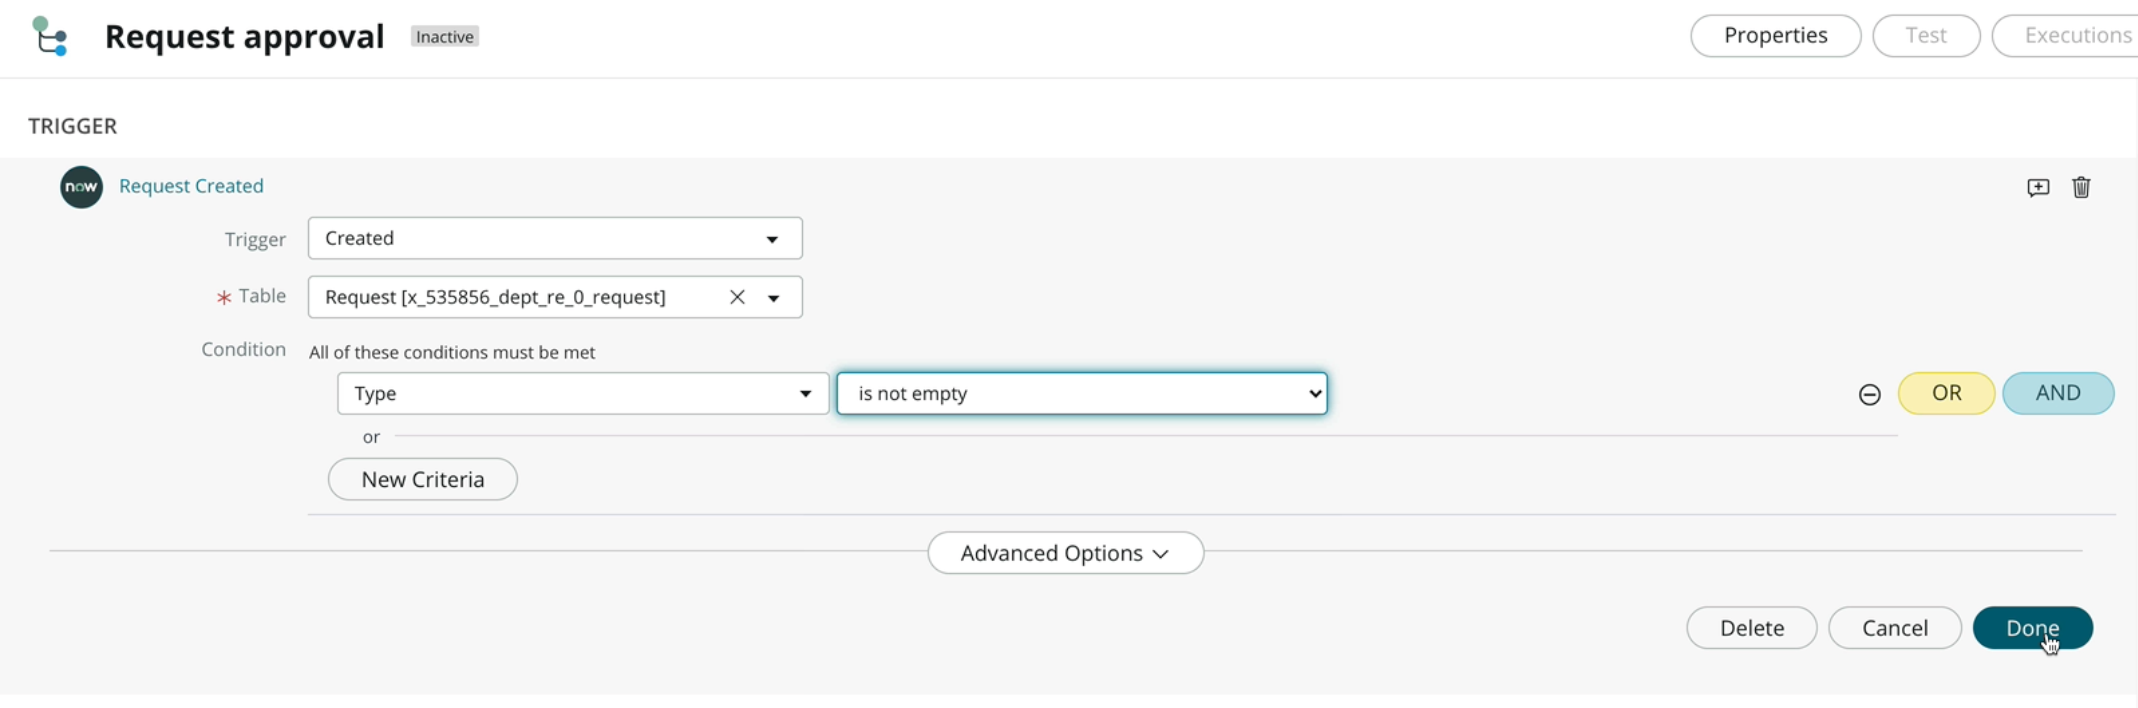 Request approval Inactive Properties Test Executions
TRIGGER
now Request Created
Trigger Created
* Table Request [x_535856_dept_re_0_request]
Condition All of these conditions must be met
Type is not empty OR AND
or
New Criteria
Advanced Options
Delete Cancel Done